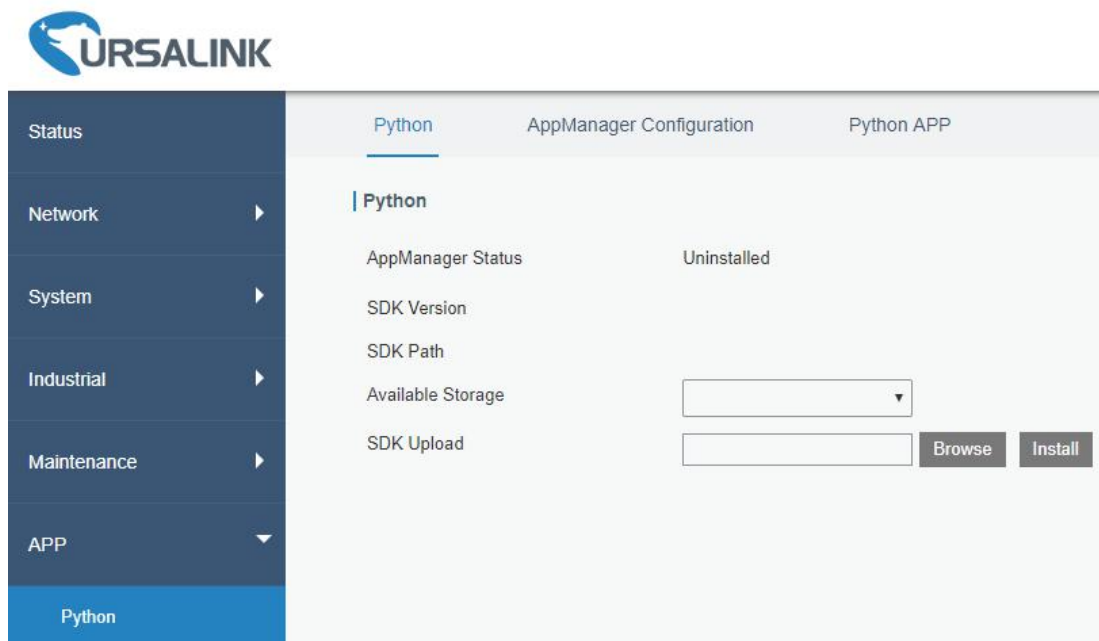 URSALINK
Status
Network
System
Industrial
Maintenance
APP
Python
Python AppManager Configuration Python APP
Python
AppManager Status Uninstalled
SDK Version
SDK Path
Available Storage
SDK Upload Browse Install